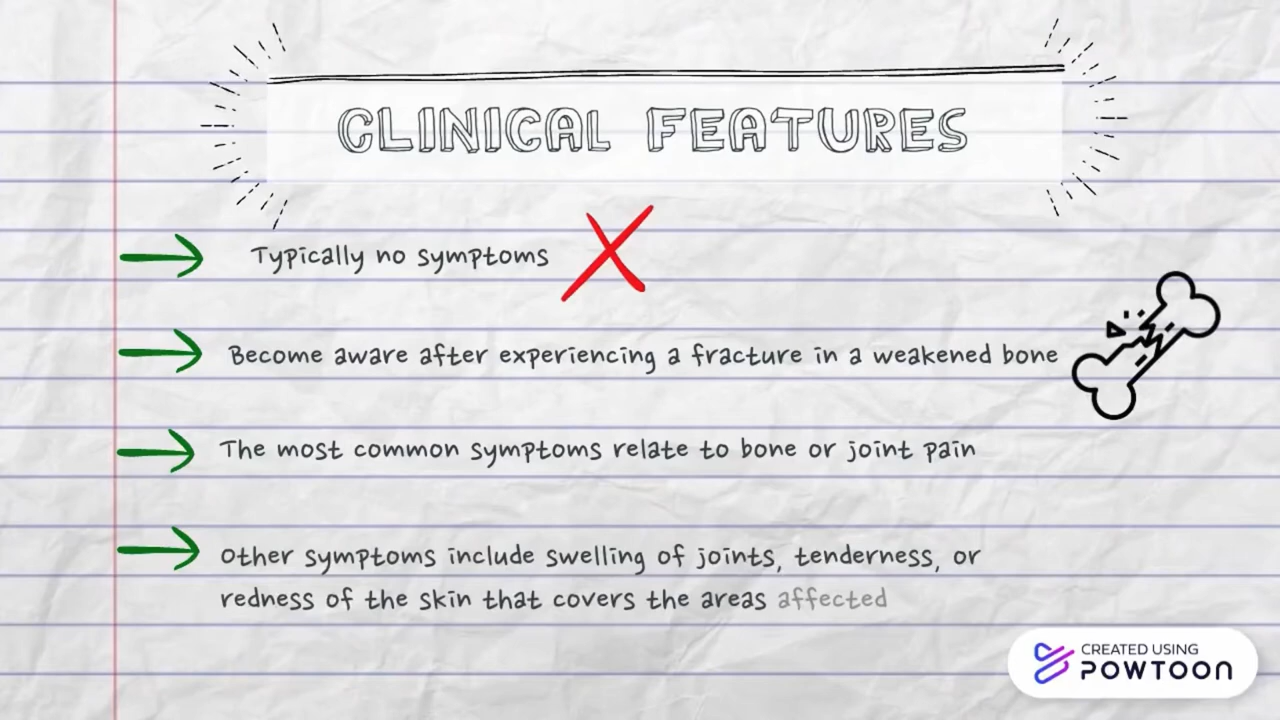 CLINICAL FEATURES
Typically no symptoms
Become aware after experiencing a fracture in a weakened bone
The most common symptoms relate to bone or joint pain
Other symptoms include swelling of joints, tenderness, or
redness of the skin that covers the areas affected
CREATED USING
POWTOON